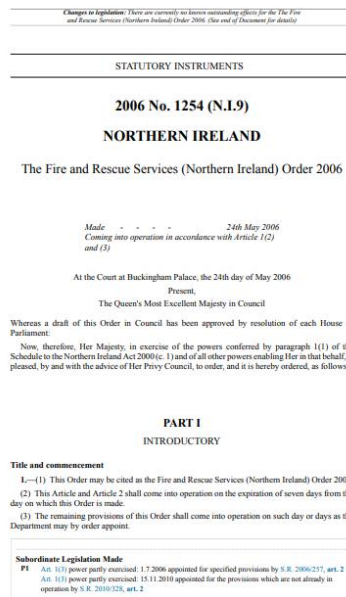 Changes to legislation: There are currently no known outstanding effects for the The Fire
and Rescue Services (Northern Ireland) Order 2006. (See end of Document for details)
STATUTORY INSTRUMENTS
2006 No. 1254 (N.I.9)
NORTHERN IRELAND
The Fire and Rescue Services (Northern Ireland) Order 2006
Made - - - - 24th May 2006
Coming into operation in accordance with Article 1(2)
and (3)
At the Court at Buckingham Palace, the 24th day of May 2006
Present,
The Queen's Most Excellent Majesty in Council
Whereas a draft of this Order in Council has been approved by resolution of each House
Parliament:
Now, therefore, Her Majesty, in exercise of the powers conferred by paragraph 1(1) of t
Schedule to the Northern Ireland Act 2000 (c. 1) and of all other powers enabling Her in that behalf,
pleased, by and with the advice of Her Privy Council, to order, and it is hereby ordered, as follows
PART I
INTRODUCTORY
Title and commencement
1.—(1) This Order may be cited as the Fire and Rescue Services (Northern Ireland) Order 200
(2) This Article and Article 2 shall come into operation on the expiration of seven days from t
day on which this Order is made.
(3) The remaining provisions of this Order shall come into operation on such day or days as t
Department may by order appoint.
Subordinate Legislation Made
P1 Art. 1(3) power partly exercised: 1.7.2006 appointed for specified provisions by S.R. 2006/257, art. 2
Art. 1(3) power partly exercised: 15.11.2010 appointed for the provisions which are not already in
operation by S.R. 2010/328, art. 2